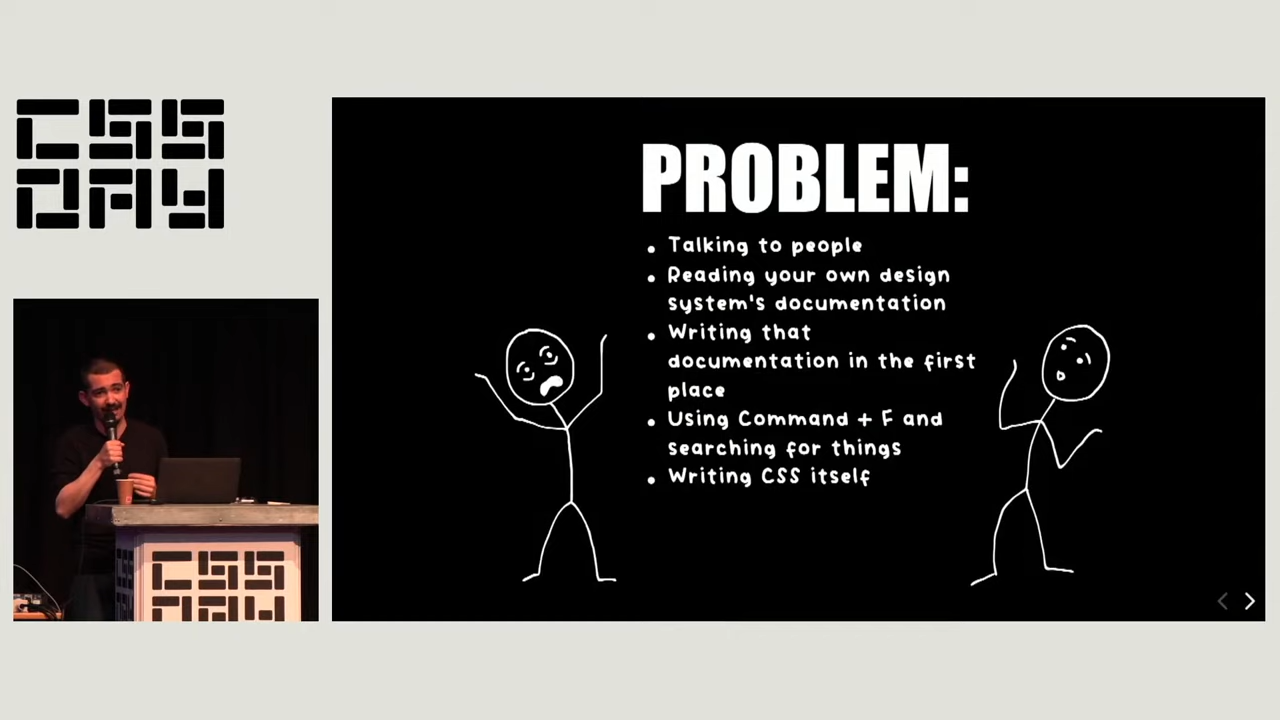 CSS
DAY
PROBLEM:
• Talking to people
• Reading your own design
system's documentation
• Writing that
documentation in the first
place
• Using Command + F and
searching for things
• Writing CSS itself
CSS
DAY